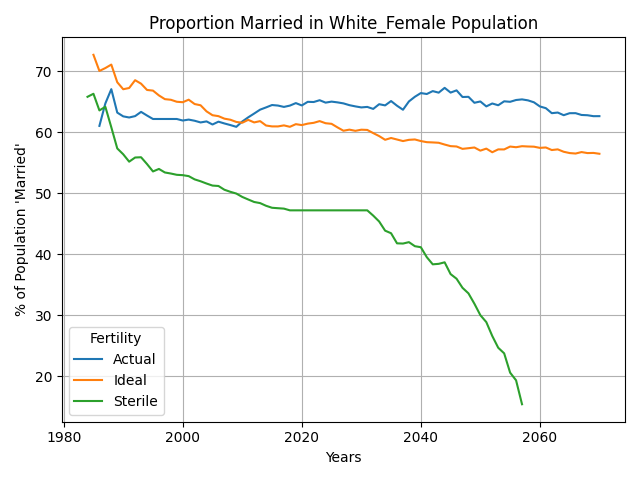 Proportion Married in White_Female Population
% of Population 'Married'
70
60
50
40
30
20
Fertility
Actual
Ideal
Sterile
1980
2000
2020
2040
2060
Years